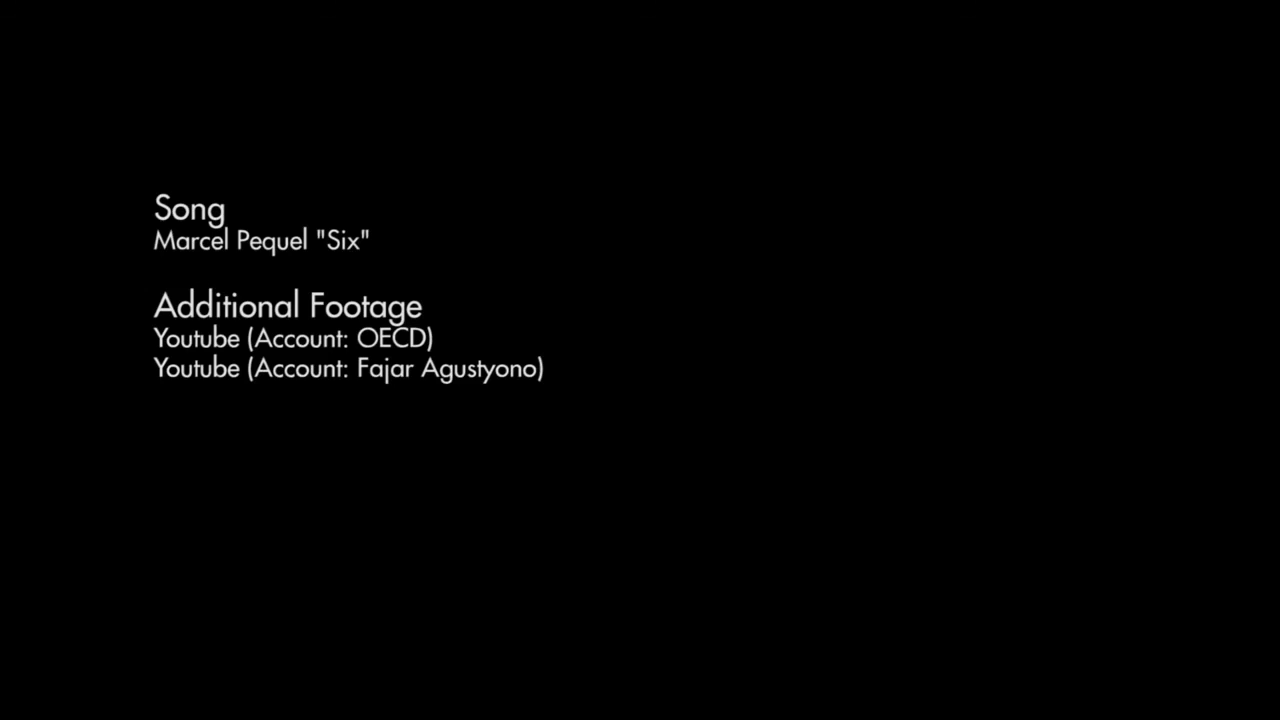 Song
Marcel Pequel "Six"
Additional Footage
Youtube (Account: OECD)
Youtube (Account: Fajar Agustyono)